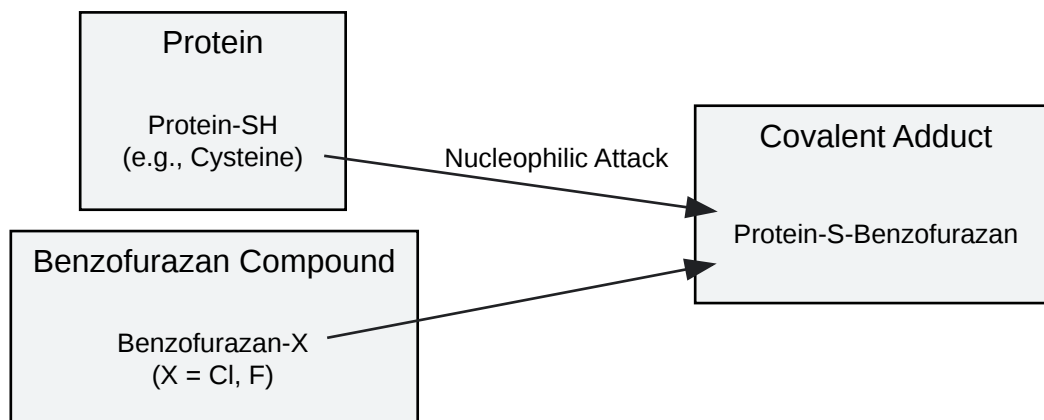 Protein
Protein-SH
(e.g., Cysteine)
Nucleophilic Attack
Covalent Adduct
Protein-S-Benzofurazan
Benzofurazan Compound
Benzofurazan-X
(X = Cl, F)